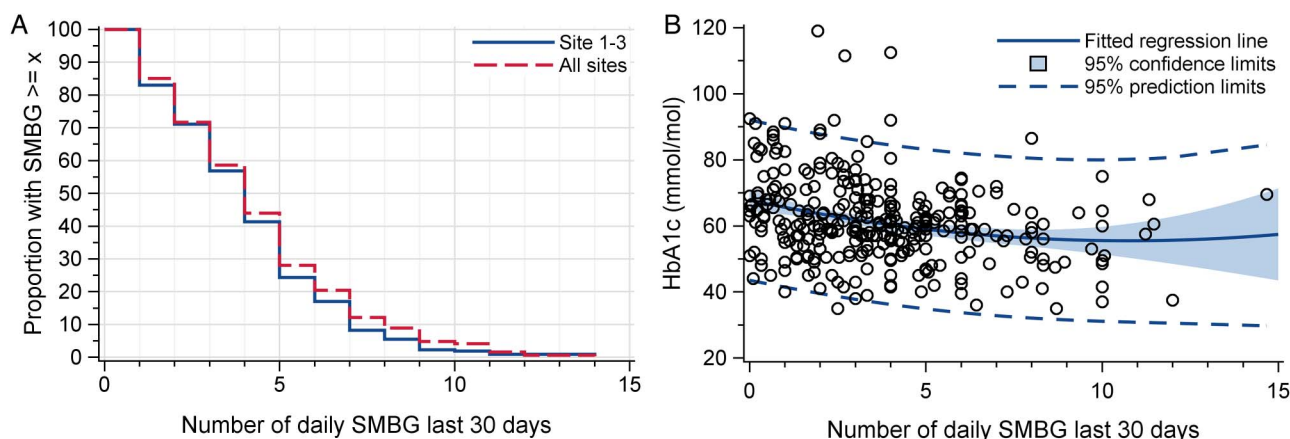 A
Proportion with SMBG >= x
100
90
80
70
60
50
40
30
20
10
0
Site 1-3
All sites
0 5 10 15
Number of daily SMBG last 30 days
B
HbA1c (mmol/mol)
120
100
80
60
40
20
Fitted regression line
95% confidence limits
95% prediction limits
0 5 10 15
Number of daily SMBG last 30 days